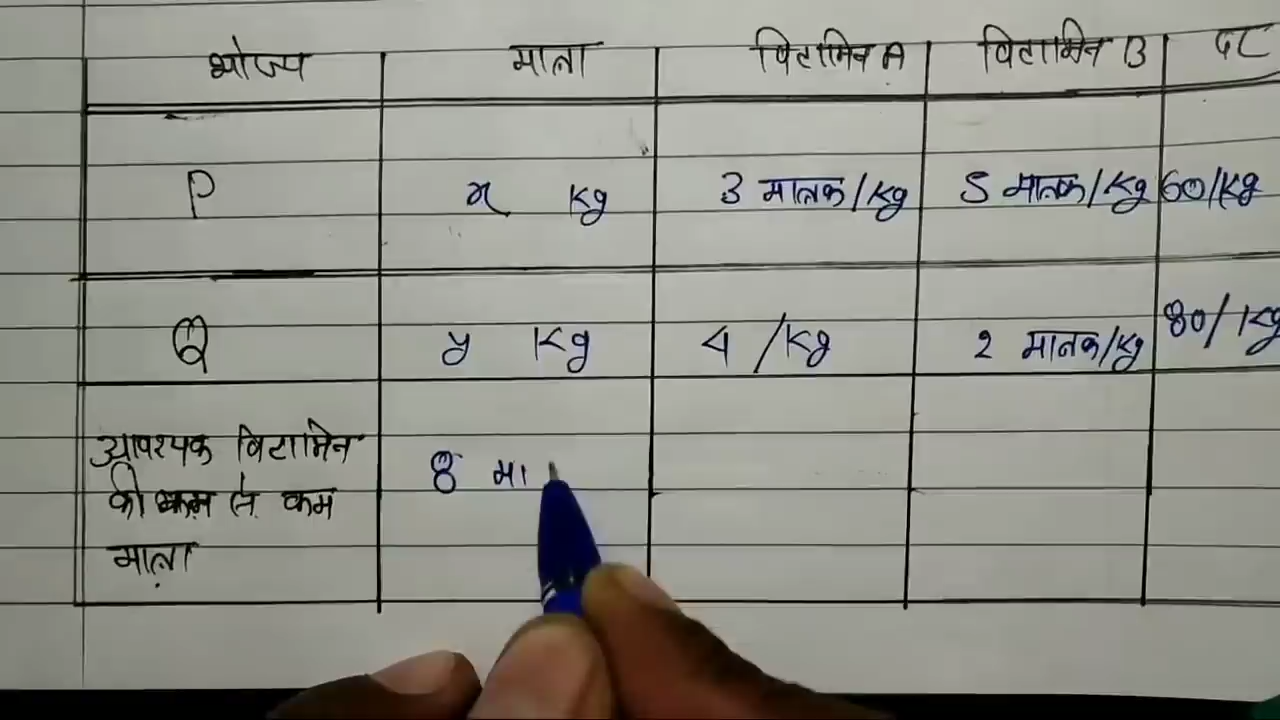 भोज्य मात्रा विटामिन A विटामिन B दर
P x Kg 3 मात्रक/Kg 5 मात्रक/Kg 60/Kg
Q y Kg 4 /Kg 2 मात्रक/Kg 80/Kg
आवश्यक विटामिन 8 मा
की कम से कम
मात्रा